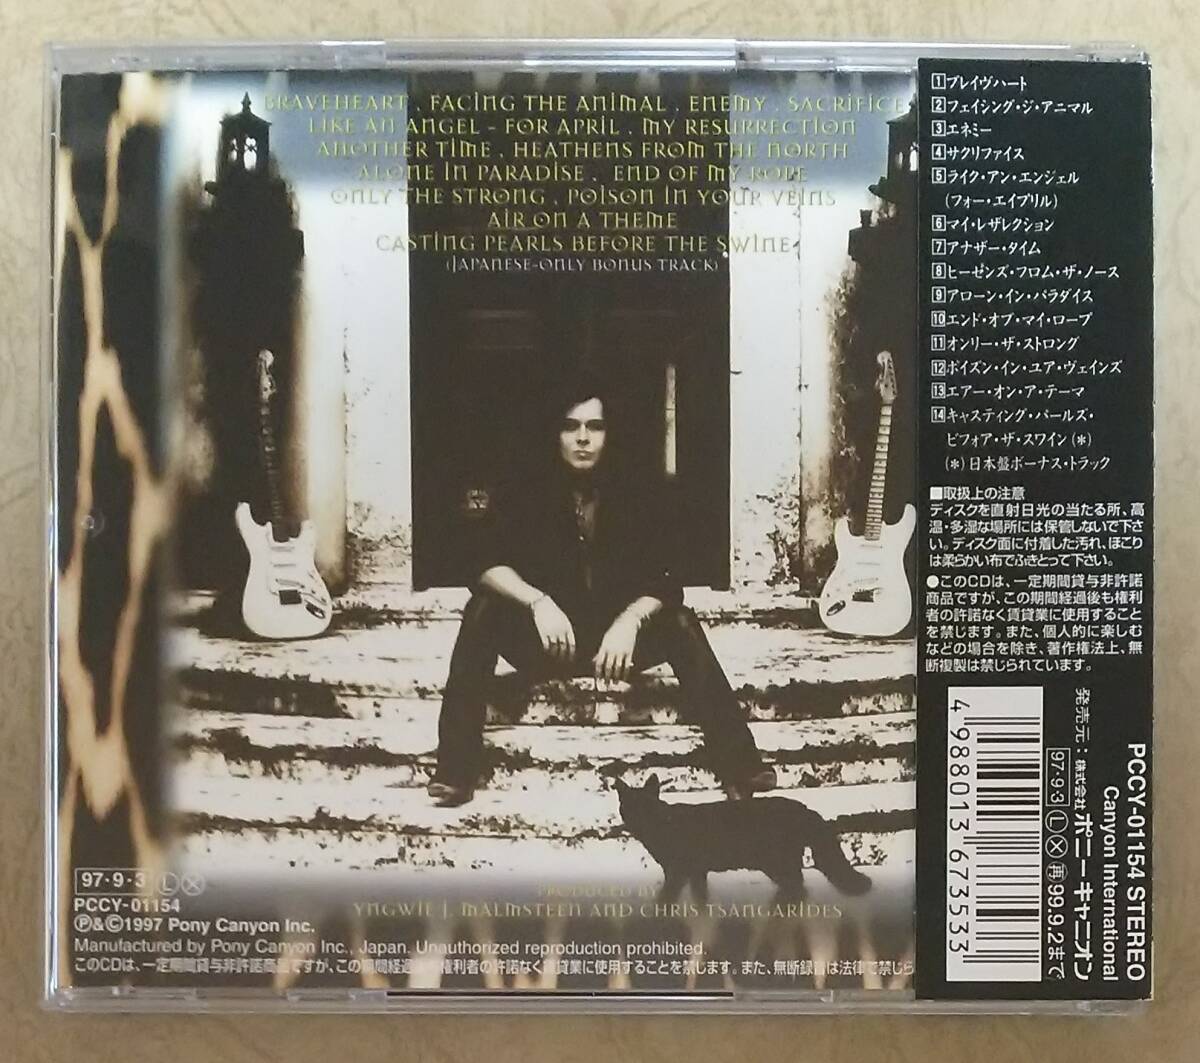 BRAVEHEART . FACING THE ANIMAL . ENEMY . SACRIFICE
LIKE AN ANGEL - FOR APRIL . MY RESURRECTION
ANOTHER TIME . HEATHENS FROM THE NORTH
ALONE IN PARADISE . END OF MY ROPE
ONLY THE STRONG . POISON IN YOUR VEINS
AIR ON A THEME
CASTING PEARLS BEFORE THE SWINE
(JAPANESE-ONLY BONUS TRACK)
PRODUCED BY
YNGWIE J. MALMSTEEN AND CHRIS TSANGARIDES
97・9・3 Ⓛ Ⓧ
PCCY-01154
Ⓟ&©1997 Pony Canyon Inc.
Manufactured by Pony Canyon Inc., Japan. Unauthorized reproduction prohibited.
このCDは、一定期間貸与非許諾商品ですが、この期間経過後も権利者の許諾なく賃貸業に使用することを禁じます。また、無断録音は法律で禁じら
1 ブレイヴハート
2 フェイシング・ジ・アニマル
3 エネミー
4 サクリファイス
5 ライク・アン・エンジェル
(フォー・エイプリル)
6 マイ・レザレクション
7 アナザー・タイム
8 ヒーゼンズ・フロム・ザ・ノース
9 アローン・イン・パラダイス
10 エンド・オブ・マイ・ロープ
11 オンリー・ザ・ストロング
12 ポイズン・イン・ユア・ヴェインズ
13 エアー・オン・ア・テーマ
14 キャスティング・パールズ・
ビフォア・ザ・スワイン (*)
(*) 日本盤ボーナス・トラック
■取扱上の注意
ディスクを直射日光の当たる所、高
温・多湿な場所には保管しないで下さ
い。ディスク面に付着した汚れ、ほこり
は柔らかい布でふきとって下さい。
●このCDは、一定期間貸与非許諾
商品ですが、この期間経過後も権利
者の許諾なく賃貸業に使用すること
を禁じます。また、個人的に楽しむ
などの場合を除き、著作権法上、無
断複製は禁じられています。
PCCY-01154 STEREO
Canyon International
発売元：株式会社ポニーキャニオン
97・9・3 Ⓛ Ⓧ 再99.9.2まで
4 988013 673533